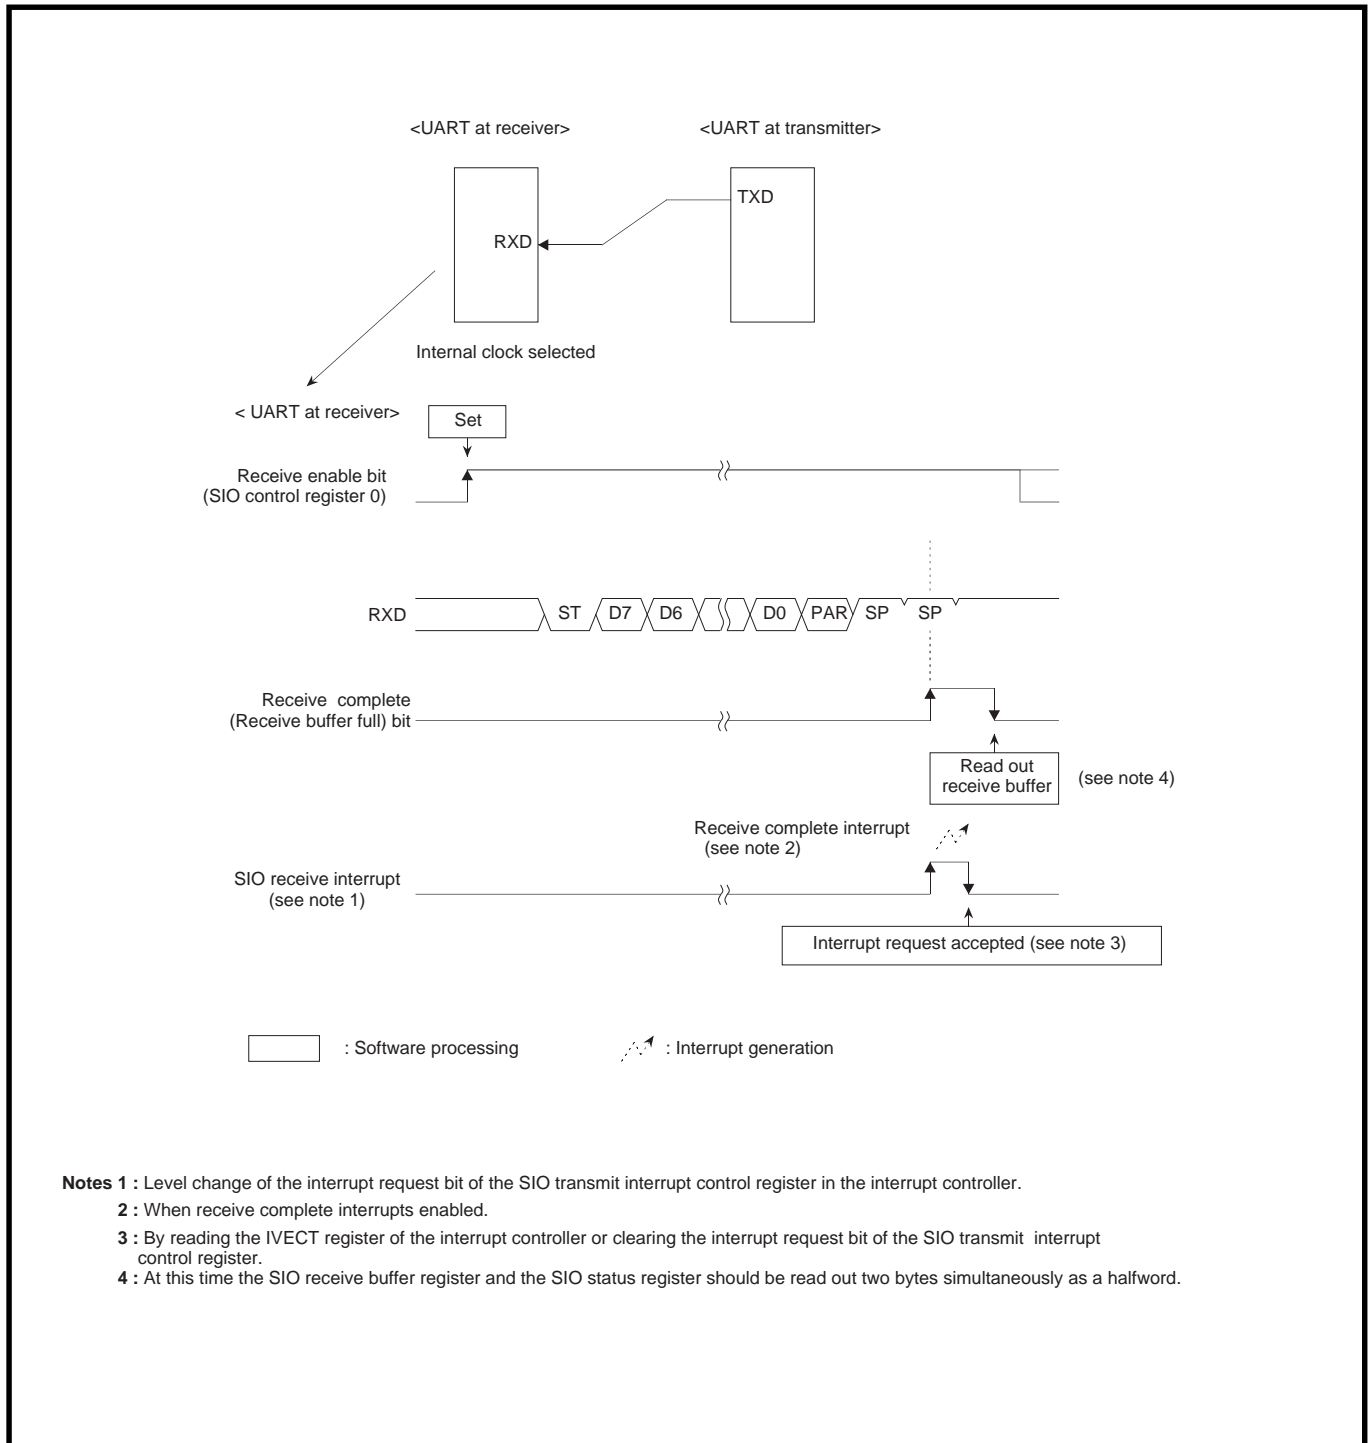 <UART at receiver>
<UART at transmitter>
TXD
RXD
Internal clock selected
< UART at receiver>
Set
Receive enable bit
(SIO control register 0)
RXD
ST
D7
D6
D0
PAR
SP
SP
Receive complete
(Receive buffer full) bit
Read out
receive buffer
(see note 4)
Receive complete interrupt
(see note 2)
SIO receive interrupt
(see note 1)
Interrupt request accepted (see note 3)
: Software processing
: Interrupt generation
Notes 1 : Level change of the interrupt request bit of the SIO transmit interrupt control register in the interrupt controller.
2 : When receive complete interrupts enabled.
3 : By reading the IVECT register of the interrupt controller or clearing the interrupt request bit of the SIO transmit interrupt
control register.
4 : At this time the SIO receive buffer register and the SIO status register should be read out two bytes simultaneously as a halfword.